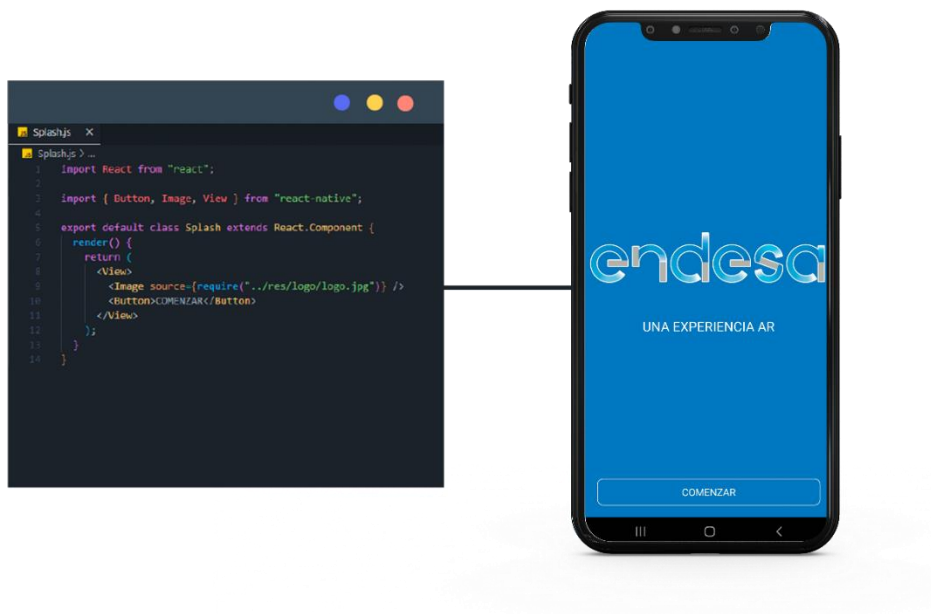 Splash.js X
Splash.js > ...
1 import React from "react";
2
3 import { Button, Image, View } from "react-native";
4
5 export default class Splash extends React.Component {
6 render() {
7 return (
8 <View>
9 <Image source={require("../res/logo/logo.jpg")} />
10 <Button>COMENZAR</Button>
11 </View>
12 );
13 }
14 }
endesa
UNA EXPERIENCIA AR
COMENZAR